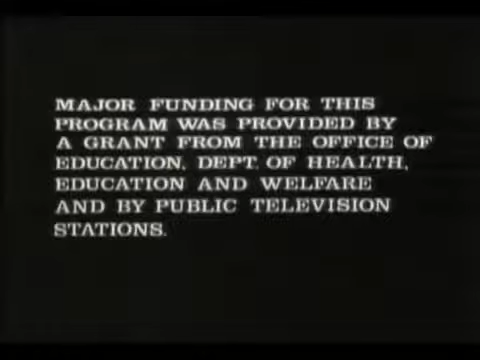 MAJOR FUNDING FOR THIS
PROGRAM WAS PROVIDED BY
A GRANT FROM THE OFFICE OF
EDUCATION, DEPT. OF HEALTH,
EDUCATION AND WELFARE
AND BY PUBLIC TELEVISION
STATIONS.